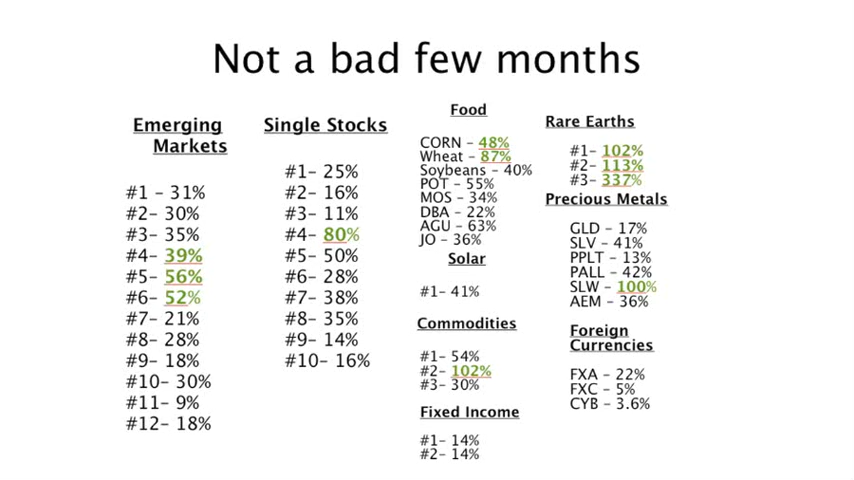 Not a bad few months
Emerging
Markets
#1 – 31%
#2– 30%
#3– 35%
#4– 39%
#5– 56%
#6– 52%
#7– 21%
#8– 28%
#9– 18%
#10– 30%
#11– 9%
#12– 18%
Single Stocks
#1– 25%
#2– 16%
#3– 11%
#4– 80%
#5– 50%
#6– 28%
#7– 38%
#8– 35%
#9– 14%
#10– 16%
Food
CORN – 48%
Wheat – 87%
Soybeans – 40%
POT – 55%
MOS – 34%
DBA – 22%
AGU – 63%
JO – 36%
Solar
#1– 41%
Commodities
#1– 54%
#2– 102%
#3– 30%
Fixed Income
#1– 14%
#2– 14%
Rare Earths
#1– 102%
#2– 113%
#3– 337%
Precious Metals
GLD – 17%
SLV – 41%
PPLT – 13%
PALL – 42%
SLW – 100%
AEM – 36%
Foreign
Currencies
FXA – 22%
FXC – 5%
CYB – 3.6%